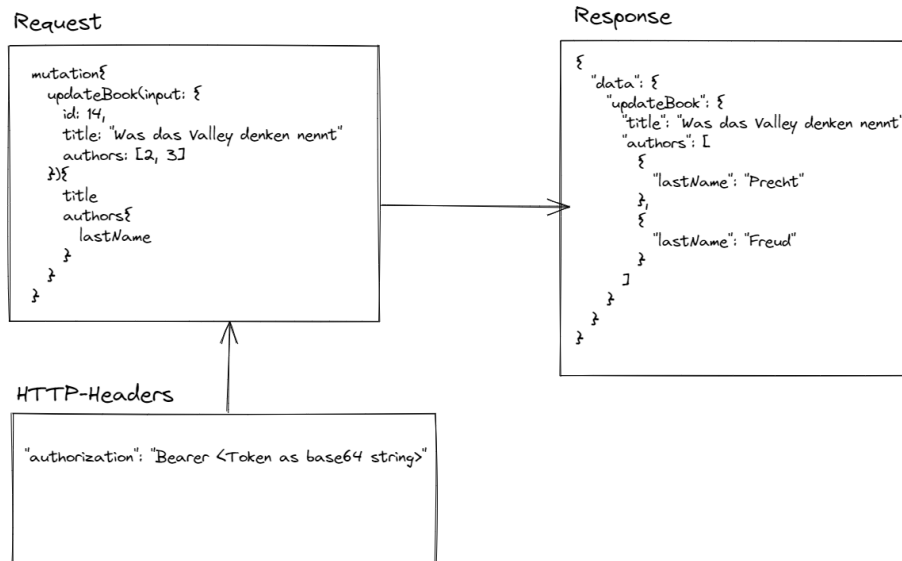 Request
mutation{
updateBook(input: {
id: 14,
title: "Was das Valley denken nennt"
authors: [2, 3]
}){
title
authors{
lastName
}
}
}
HTTP-Headers
"authorization": "Bearer <Token as base64 string>"
Response
{
"data": {
"updateBook": {
"title": "Was das Valley denken nennt"
"authors": [
{
"lastName": "Precht"
},
{
"lastName": "Freud"
}
]
}
}
}